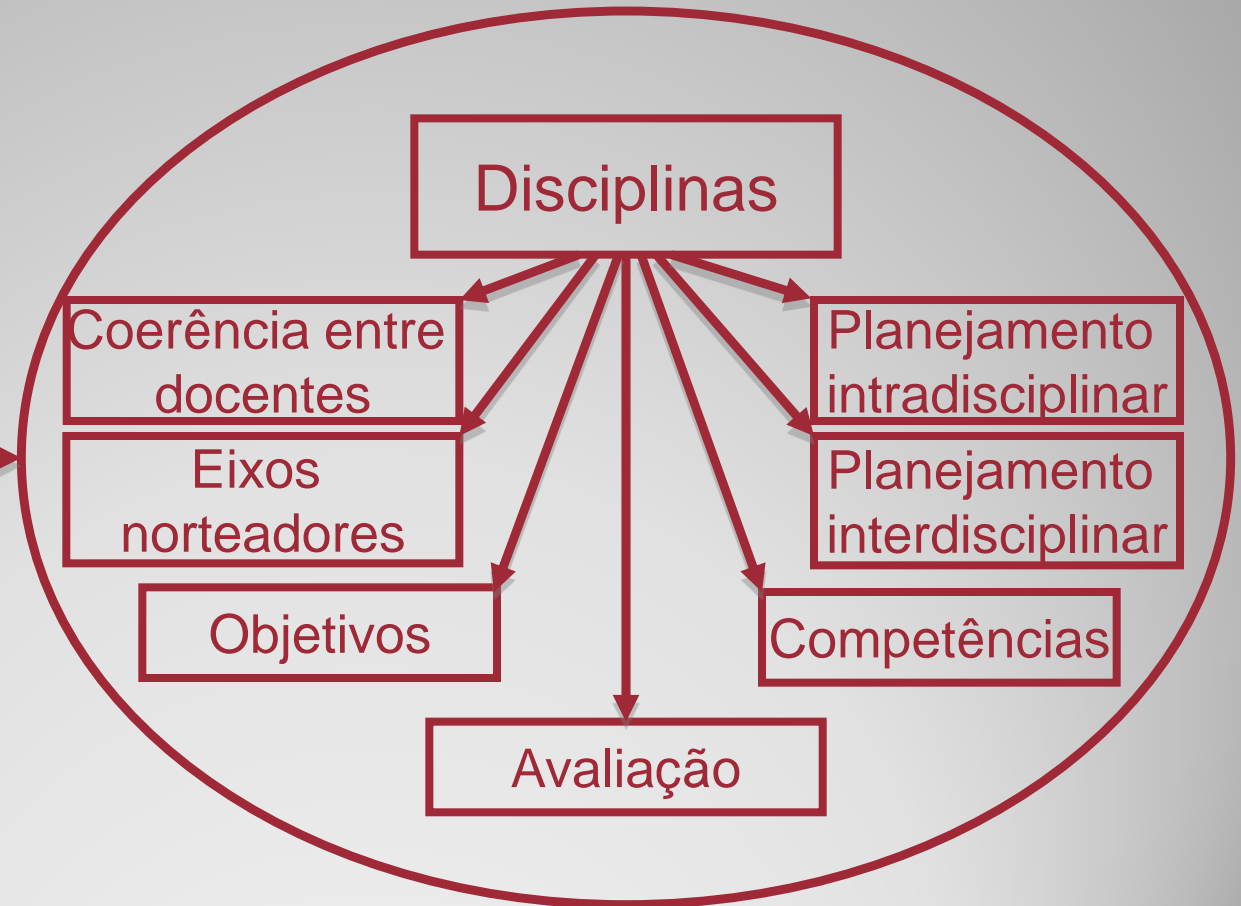 Disciplinas
Coerência entre
docentes
Eixos
norteadores
Objetivos
Avaliação
Competências
Planejamento
interdisciplinar
Planejamento
intradisciplinar